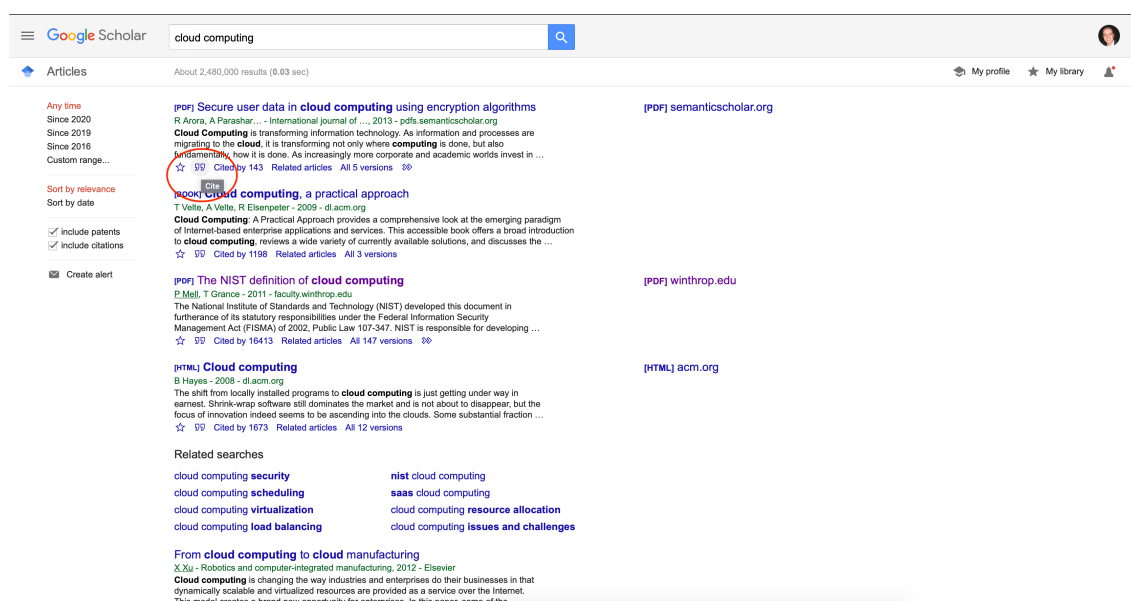 Google Scholar
cloud computing
Articles
About 2,480,000 results (0.03 sec)
My profile
My library
Any time
Since 2020
Since 2019
Since 2016
Custom range...
Sort by relevance
Sort by date
include patents
include citations
Create alert
[PDF] Secure user data in cloud computing using encryption algorithms
R Arora, A Parashar... - International journal of ..., 2013 - pdfs.semanticscholar.org
Cloud Computing is transforming information technology. As information and processes are
migrating to the cloud, it is transforming not only where computing is done, but also
fundamentally, how it is done. As increasingly more corporate and academic worlds invest in ...
Cited by 143 Related articles All 5 versions
Cite
[PDF] semanticscholar.org
[BOOK] Cloud computing, a practical approach
T Velte, A Velte, R Elsenpeter - 2009 - dl.acm.org
Cloud Computing: A Practical Approach provides a comprehensive look at the emerging paradigm
of Internet-based enterprise applications and services. This accessible book offers a broad introduction
to cloud computing, reviews a wide variety of currently available solutions, and discusses the ...
Cited by 1198 Related articles All 3 versions
[PDF] The NIST definition of cloud computing
P Mell, T Grance - 2011 - faculty.winthrop.edu
The National Institute of Standards and Technology (NIST) developed this document in
furtherance of its statutory responsibilities under the Federal Information Security
Management Act (FISMA) of 2002, Public Law 107-347. NIST is responsible for developing ...
Cited by 16413 Related articles All 147 versions
[PDF] winthrop.edu
[HTML] Cloud computing
B Hayes - 2008 - dl.acm.org
The shift from locally installed programs to cloud computing is just getting under way in
earnest. Shrink-wrap software still dominates the market and is not about to disappear, but the
focus of innovation indeed seems to be ascending into the clouds. Some substantial fraction ...
Cited by 1673 Related articles All 12 versions
[HTML] acm.org
Related searches
cloud computing security
nist cloud computing
cloud computing scheduling
saas cloud computing
cloud computing virtualization
cloud computing resource allocation
cloud computing load balancing
cloud computing issues and challenges
From cloud computing to cloud manufacturing
X Xu - Robotics and computer-integrated manufacturing, 2012 - Elsevier
Cloud computing is changing the way industries and enterprises do their businesses in that
dynamically scalable and virtualized resources are provided as a service over the Internet.